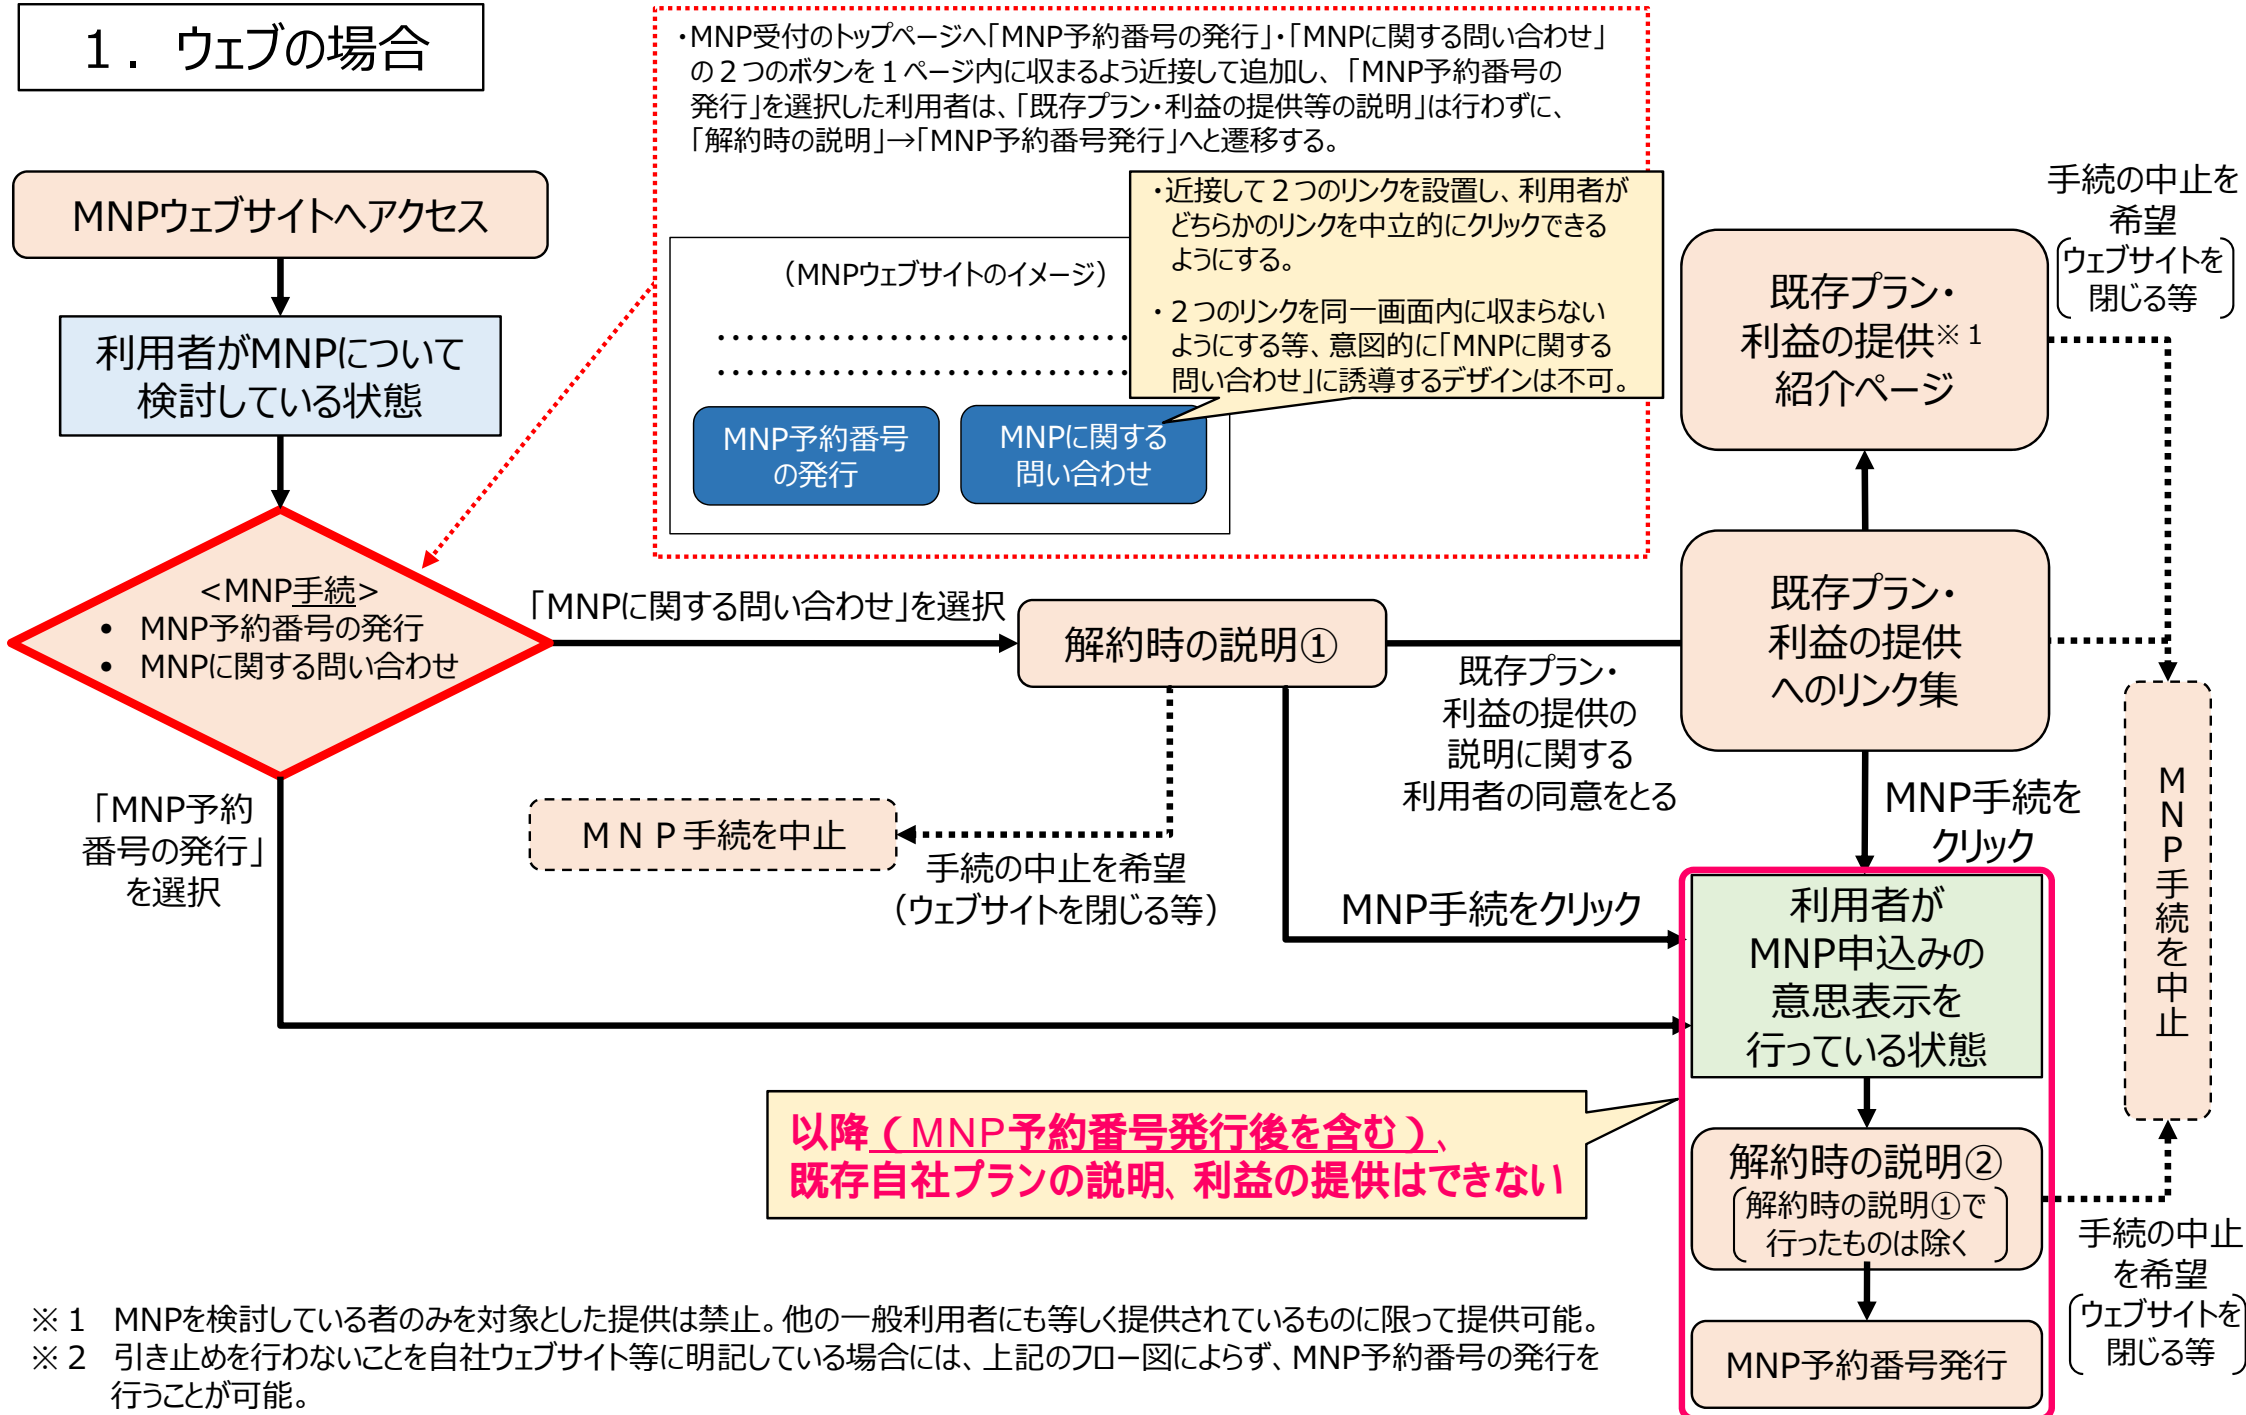 １．ウェブの場合
・MNP受付のトップページへ「MNP予約番号の発行」・「MNPに関する問い合わせ」
の２つのボタンを１ページ内に収まるよう近接して追加し、「MNP予約番号の
発行」を選択した利用者は、「既存プラン・利益の提供等の説明」は行わずに、
「解約時の説明」→「MNP予約番号発行」へと遷移する。
・近接して２つのリンクを設置し、利用者が
どちらかのリンクを中立的にクリックできる
ようにする。
・２つのリンクを同一画面内に収まらない
ようにする等、意図的に「MNPに関する
問い合わせ」に誘導するデザインは不可。
（MNPウェブサイトのイメージ）
‥‥‥‥‥‥‥‥‥‥‥‥‥‥
‥‥‥‥‥‥‥‥‥‥‥‥‥‥
MNP予約番号
の発行
MNPに関する
問い合わせ
MNPウェブサイトへアクセス
利用者がMNPについて
検討している状態
<MNP手続>
• MNP予約番号の発行
• MNPに関する問い合わせ
「MNPに関する問い合わせ」を選択
解約時の説明①
既存プラン・
利益の提供の
説明に関する
利用者の同意をとる
既存プラン・
利益の提供
へのリンク集
既存プラン・
利益の提供※１
紹介ページ
手続の中止を
希望
ウェブサイトを
閉じる等
「MNP予約
番号の発行」
を選択
ＭＮＰ手続を中止
手続の中止を希望
（ウェブサイトを閉じる等）
MNP手続をクリック
MNP手続を
クリック
ＭＮＰ手続を中止
利用者が
MNP申込みの
意思表示を
行っている状態
以降（MNP予約番号発行後を含む）、
既存自社プランの説明、利益の提供はできない
解約時の説明②
解約時の説明①で
行ったものは除く
手続の中止
を希望
ウェブサイトを
閉じる等
MNP予約番号発行
※１　MNPを検討している者のみを対象とした提供は禁止。他の一般利用者にも等しく提供されているものに限って提供可能。
※２　引き止めを行わないことを自社ウェブサイト等に明記している場合には、上記のフロー図によらず、MNP予約番号の発行を
行うことが可能。